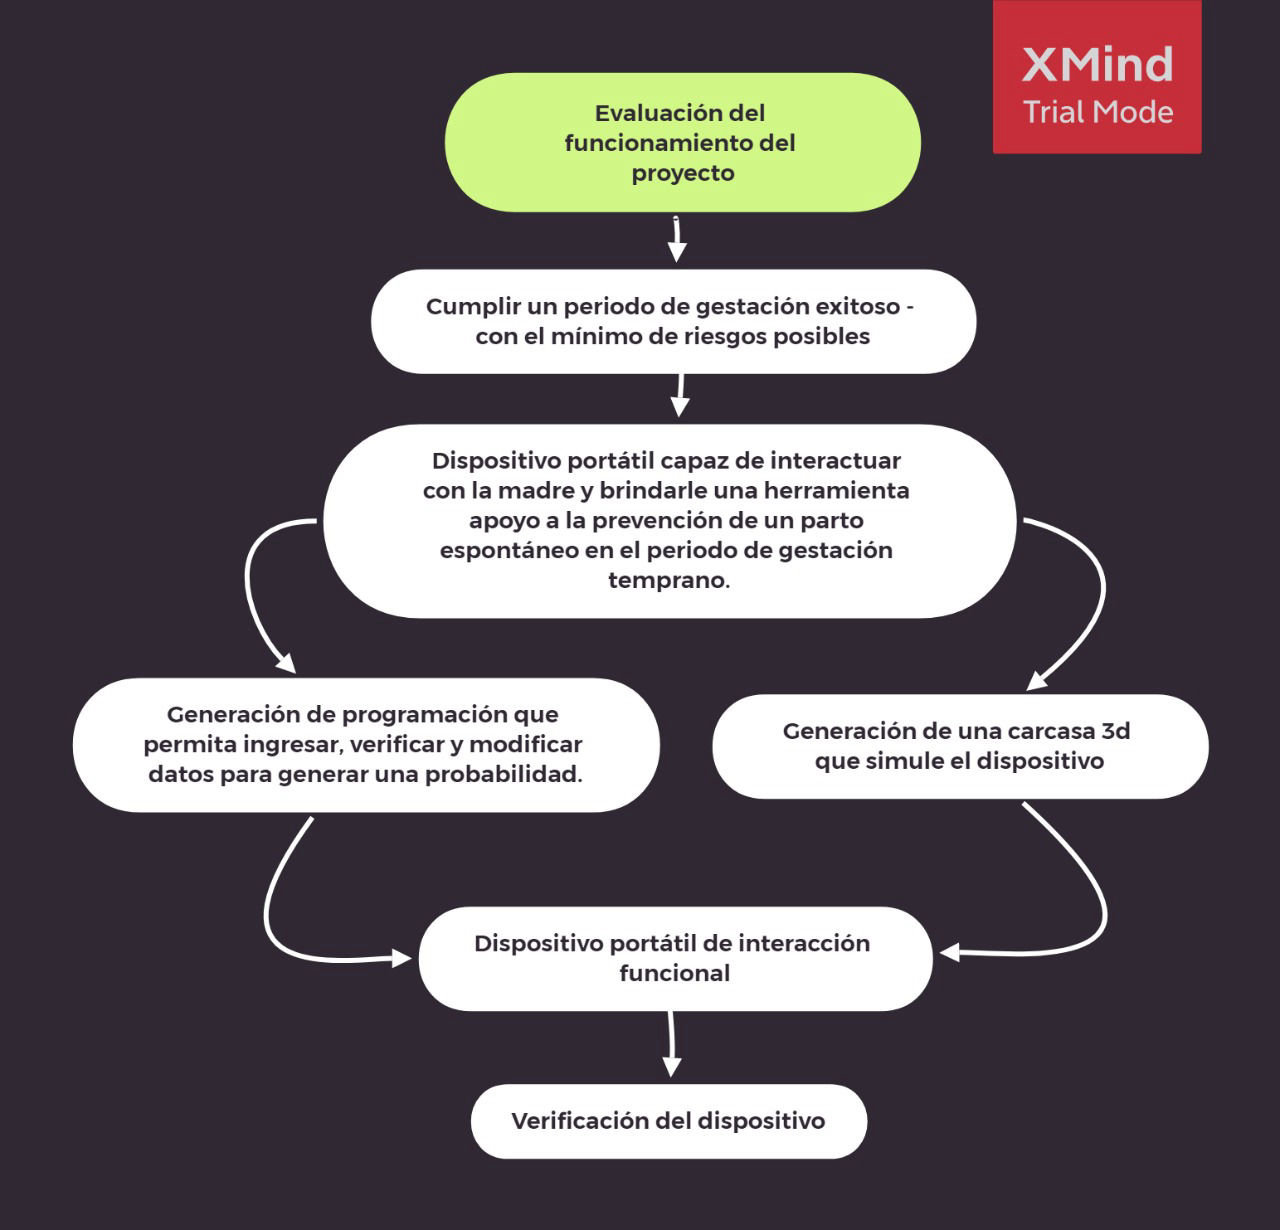 XMind
Trial Mode
Evaluación del
funcionamiento del
proyecto
Cumplir un periodo de gestación exitoso -
con el mínimo de riesgos posibles
Dispositivo portátil capaz de interactuar
con la madre y brindarle una herramienta
apoyo a la prevención de un parto
espontáneo en el periodo de gestación
temprano.
Generación de programación que
permita ingresar, verificar y modificar
datos para generar una probabilidad.
Generación de una carcasa 3d
que simule el dispositivo
Dispositivo portátil de interacción
funcional
Verificación del dispositivo